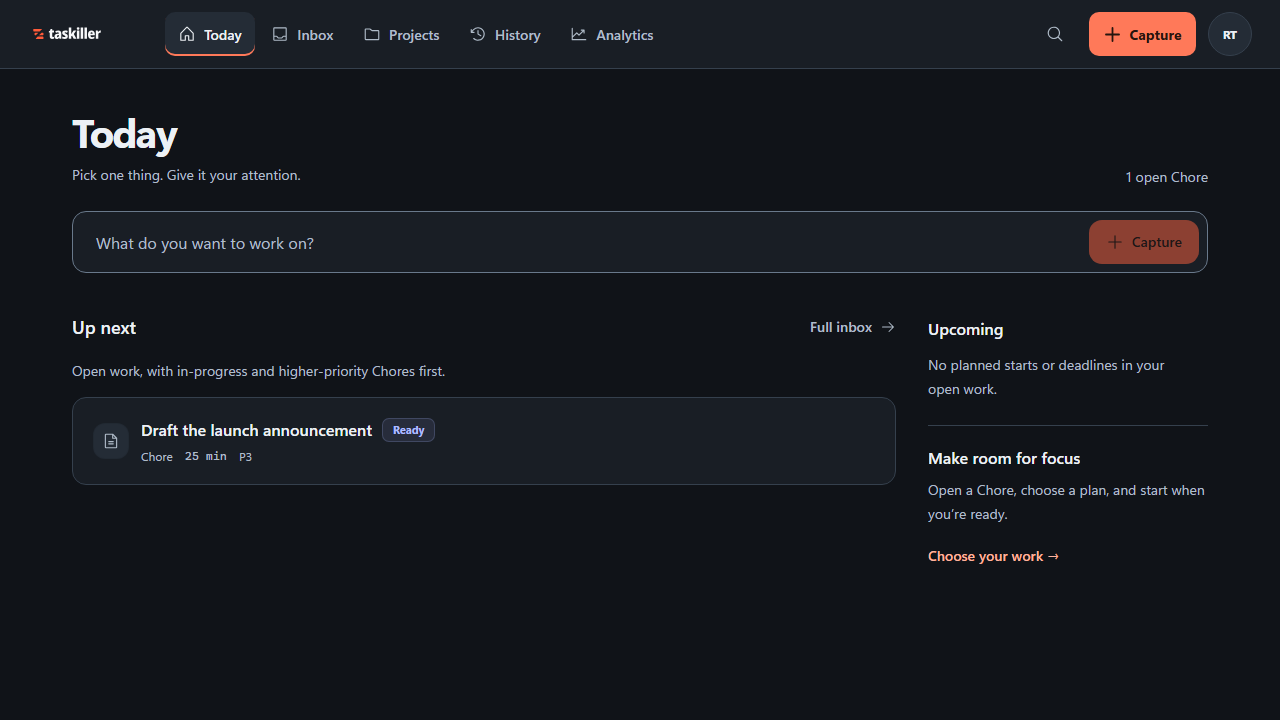 taskiller
Today
Inbox
Projects
History
Analytics
Capture
RT
Today
Pick one thing. Give it your attention.
1 open Chore
What do you want to work on?
Capture
Up next
Full inbox →
Open work, with in-progress and higher-priority Chores first.
Draft the launch announcement
Ready
Chore 25 min P3
Upcoming
No planned starts or deadlines in your
open work.
Make room for focus
Open a Chore, choose a plan, and start when
you’re ready.
Choose your work →